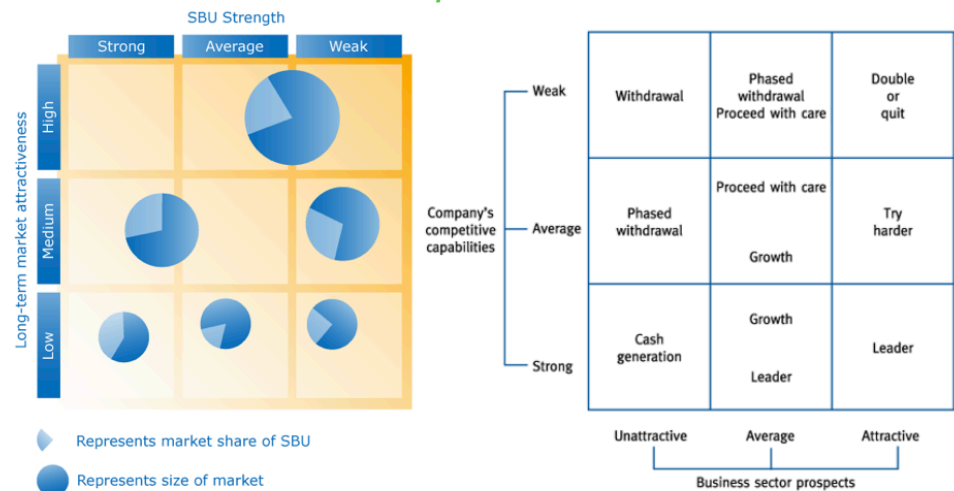 SBU Strength
Strong
Average
Weak
Long-term market attractiveness
High
Medium
Low
Represents market share of SBU
Represents size of market
Company's
competitive
capabilities
Weak
Average
Strong
Withdrawal
Phased
withdrawal
Proceed with care
Double
or
quit
Phased
withdrawal
Proceed with care
Growth
Try
harder
Cash
generation
Growth
Leader
Leader
Unattractive
Average
Attractive
Business sector prospects